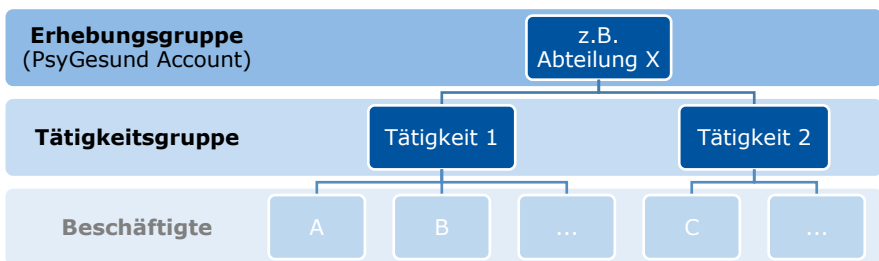 Erhebungsgruppe
(PsyGesund Account)
z.B.
Abteilung X
Tätigkeitsgruppe
Tätigkeit 1
Tätigkeit 2
Beschäftigte
A
B
...
C
...